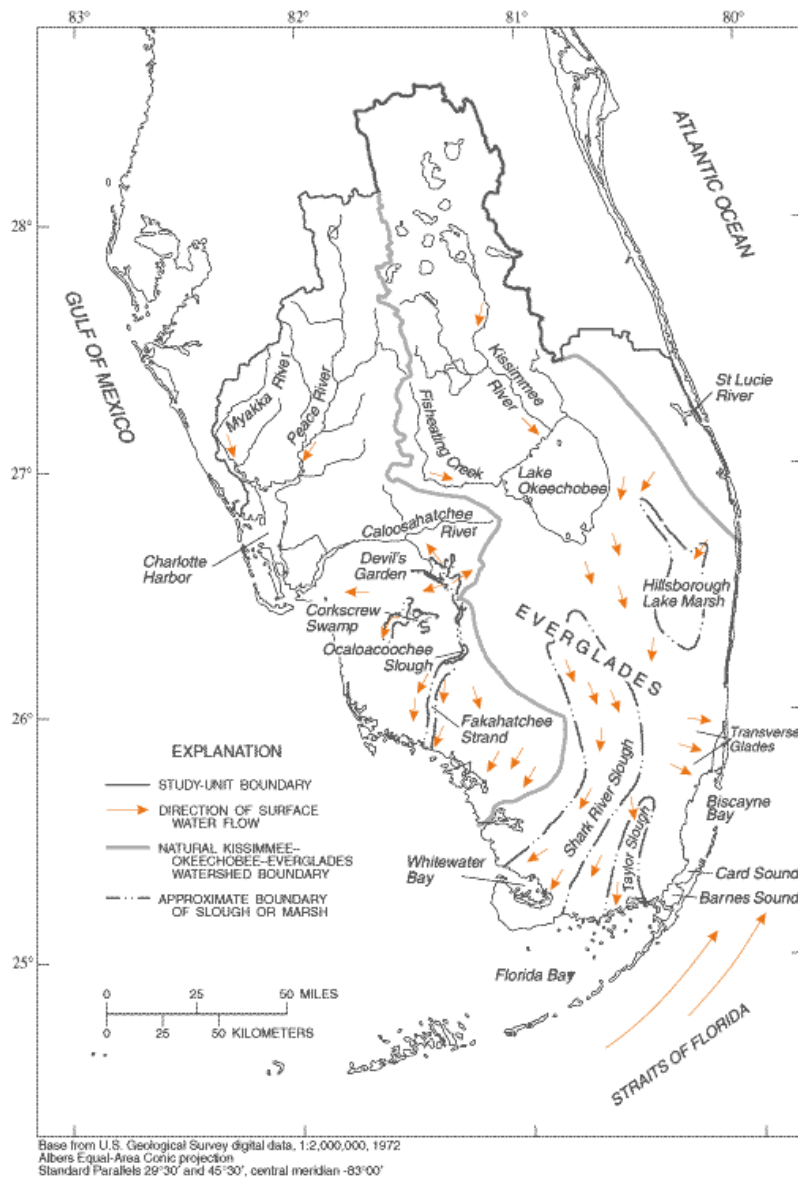 83°
82°
81°
80°
ATLANTIC OCEAN
28°
GULF OF MEXICO
Kissimmee
River
St Lucie
River
Myakka River
Peace River
Fisheating Creek
27°
Lake
Okeechobee
Caloosahatchee
River
Charlotte
Harbor
Devil's
Garden
Hillsborough
Lake Marsh
Corkscrew
Swamp
EVERGLADES
Ocaloacoochee
Slough
26°
Fakahatchee
Strand
Transverse
Glades
EXPLANATION
STUDY-UNIT BOUNDARY
DIRECTION OF SURFACE
WATER FLOW
NATURAL KISSIMMEE–
OKEECHOBEE–EVERGLADES
WATERSHED BOUNDARY
APPROXIMATE BOUNDARY
OF SLOUGH OR MARSH
Shark River Slough
Taylor Slough
Biscayne
Bay
Whitewater
Bay
Card Sound
Barnes Sound
25°
Florida Bay
0 25 50 MILES
0 25 50 KILOMETERS
STRAITS OF FLORIDA
Base from U.S. Geological Survey digital data, 1:2,000,000, 1972
Albers Equal-Area Conic projection
Standard Parallels 29°30' and 45°30', central meridian -83°00'